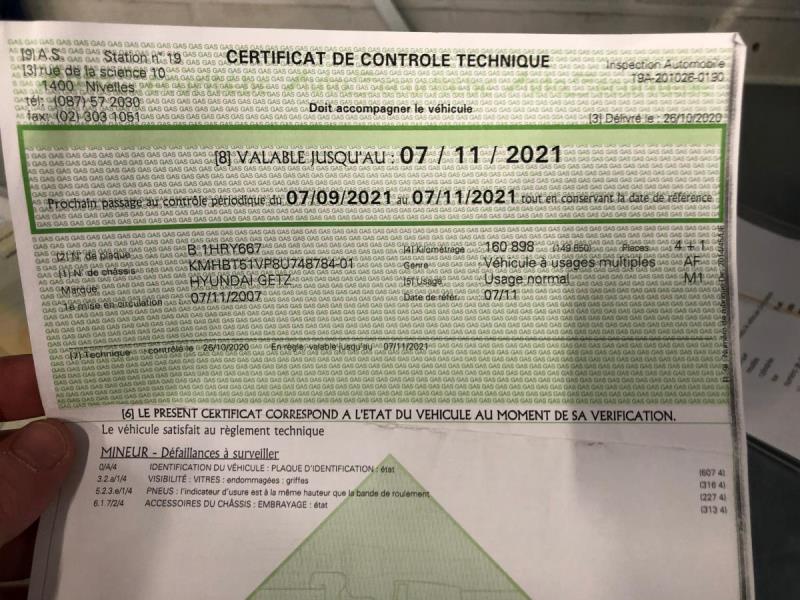 [9] A.S. Station n° 19
CERTIFICAT DE CONTROLE TECHNIQUE
Inspection Automobile
[3] rue de la science 10
19A-201026-0190
1400 Nivelles
tél: (087) 57 2030
Doit accompagner le véhicule
fax: (02) 303 1051
[3] Délivré le : 26/10/2020
[8] VALABLE JUSQU'AU : 07 / 11 / 2021
Prochain passage au contrôle périodique du 07/09/2021 au 07/11/2021 tout en conservant la date de référence
[2] N° de plaque B 1HRY667 [4] Kilométrage 160 898 (149 850) Places 4 + 1
[1] N° de châssis KMHBT51VP8U748784-01 Genre Véhicule à usages multiples AF
Marque HYUNDAI GETZ [5] Usage Usage normal M1
1è mise en circulation 07/11/2007 Date de référ. 07/11
[7] Technique contrôlé le 26/10/2020 En règle, valable jusqu'au 07/11/2021
[6] LE PRESENT CERTIFICAT CORRESPOND A L'ETAT DU VEHICULE AU MOMENT DE SA VERIFICATION.
Le véhicule satisfait au règlement technique
MINEUR - Défaillances à surveiller
0/A/4 IDENTIFICATION DU VÉHICULE : PLAQUE D'IDENTIFICATION : état (607 4)
3.2.a/1/4 VISIBILITÉ : VITRES : endommagées : griffes (316 4)
5.2.3.e/1/4 PNEUS : l'indicateur d'usure est à la même hauteur que la bande de roulement (227 4)
6.1.7/2/4 ACCESSOIRES DU CHÂSSIS : EMBRAYAGE : état (313 4)